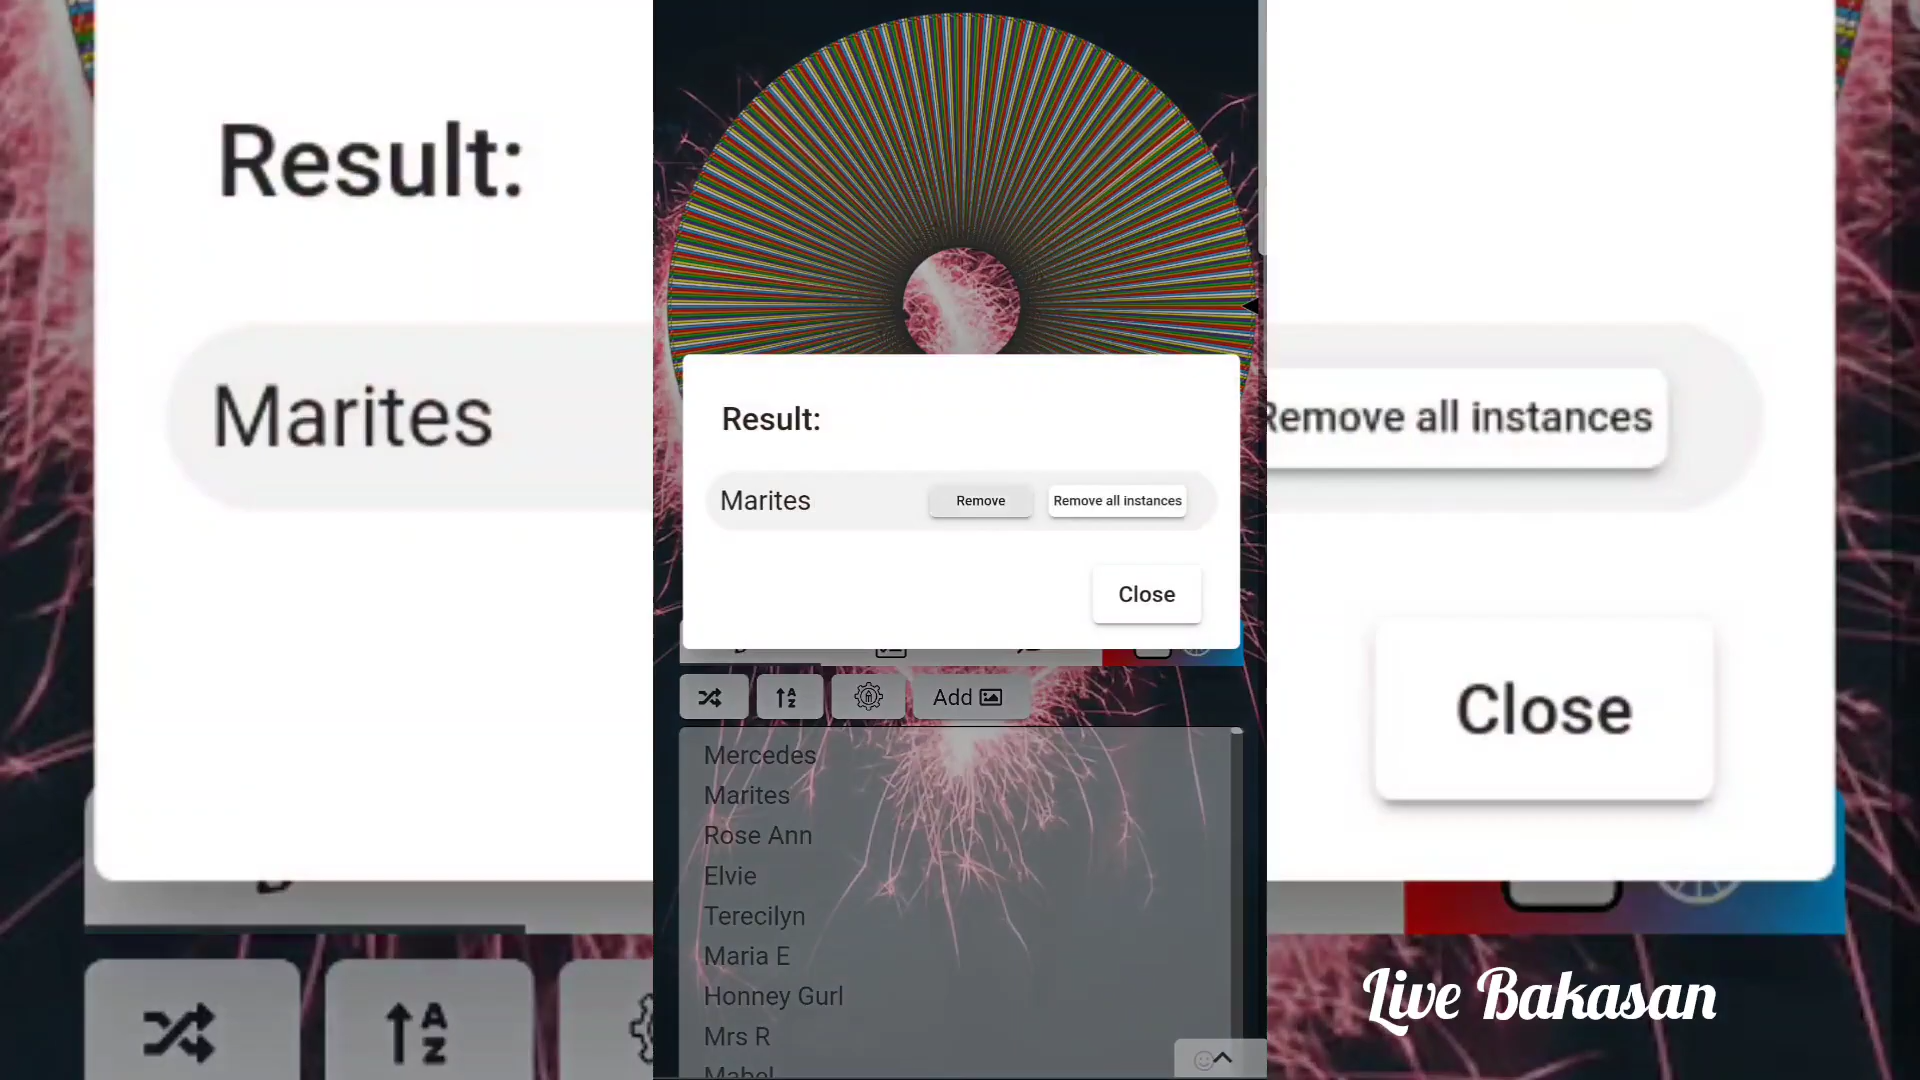 Result:
Marites
Remove all instances
Close
Result:
Marites
Remove
Remove all instances
Close
A
Z
Add
Mercedes
Marites
Rose Ann
Elvie
Terecilyn
Maria E
Honney Gurl
Mrs R
Mabel
A
Z
Live Bakasan